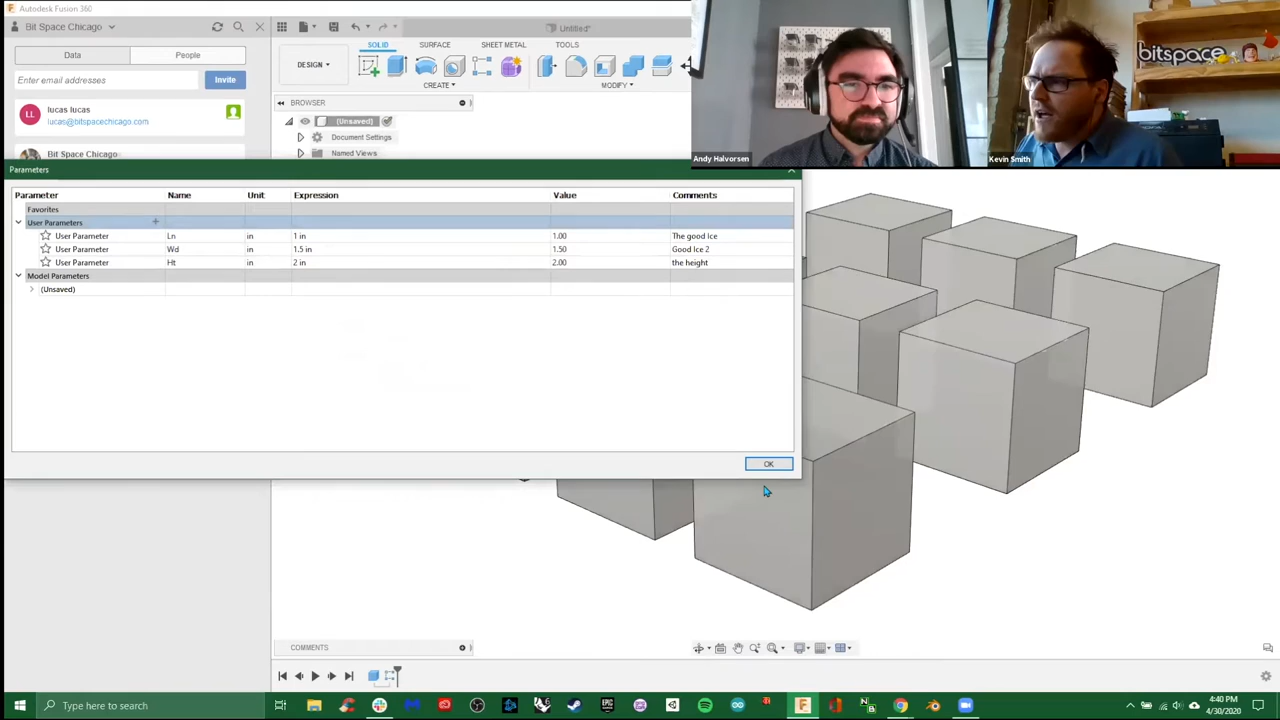 Autodesk Fusion 360
Bit Space Chicago
Untitled*
Data People
SOLID SURFACE SHEET METAL TOOLS
Enter email addresses Invite
DESIGN
CREATE MODIFY
bitspace
lucas lucas
LL
lucas@bitspacechicago.com
BROWSER
(Unsaved)
Document Settings
Named Views
Bit Space Chicago
Andy Halvorsen
Kevin Smith
Parameters
Parameter Name Unit Expression Value Comments
Favorites
User Parameters +
User Parameter Ln in 1 in 1.00 The good Ice
User Parameter Wd in 1.5 in 1.50 Good Ice 2
User Parameter Ht in 2 in 2.00 the height
Model Parameters
(Unsaved)
OK
COMMENTS
Type here to search
4:40 PM
4/30/2020